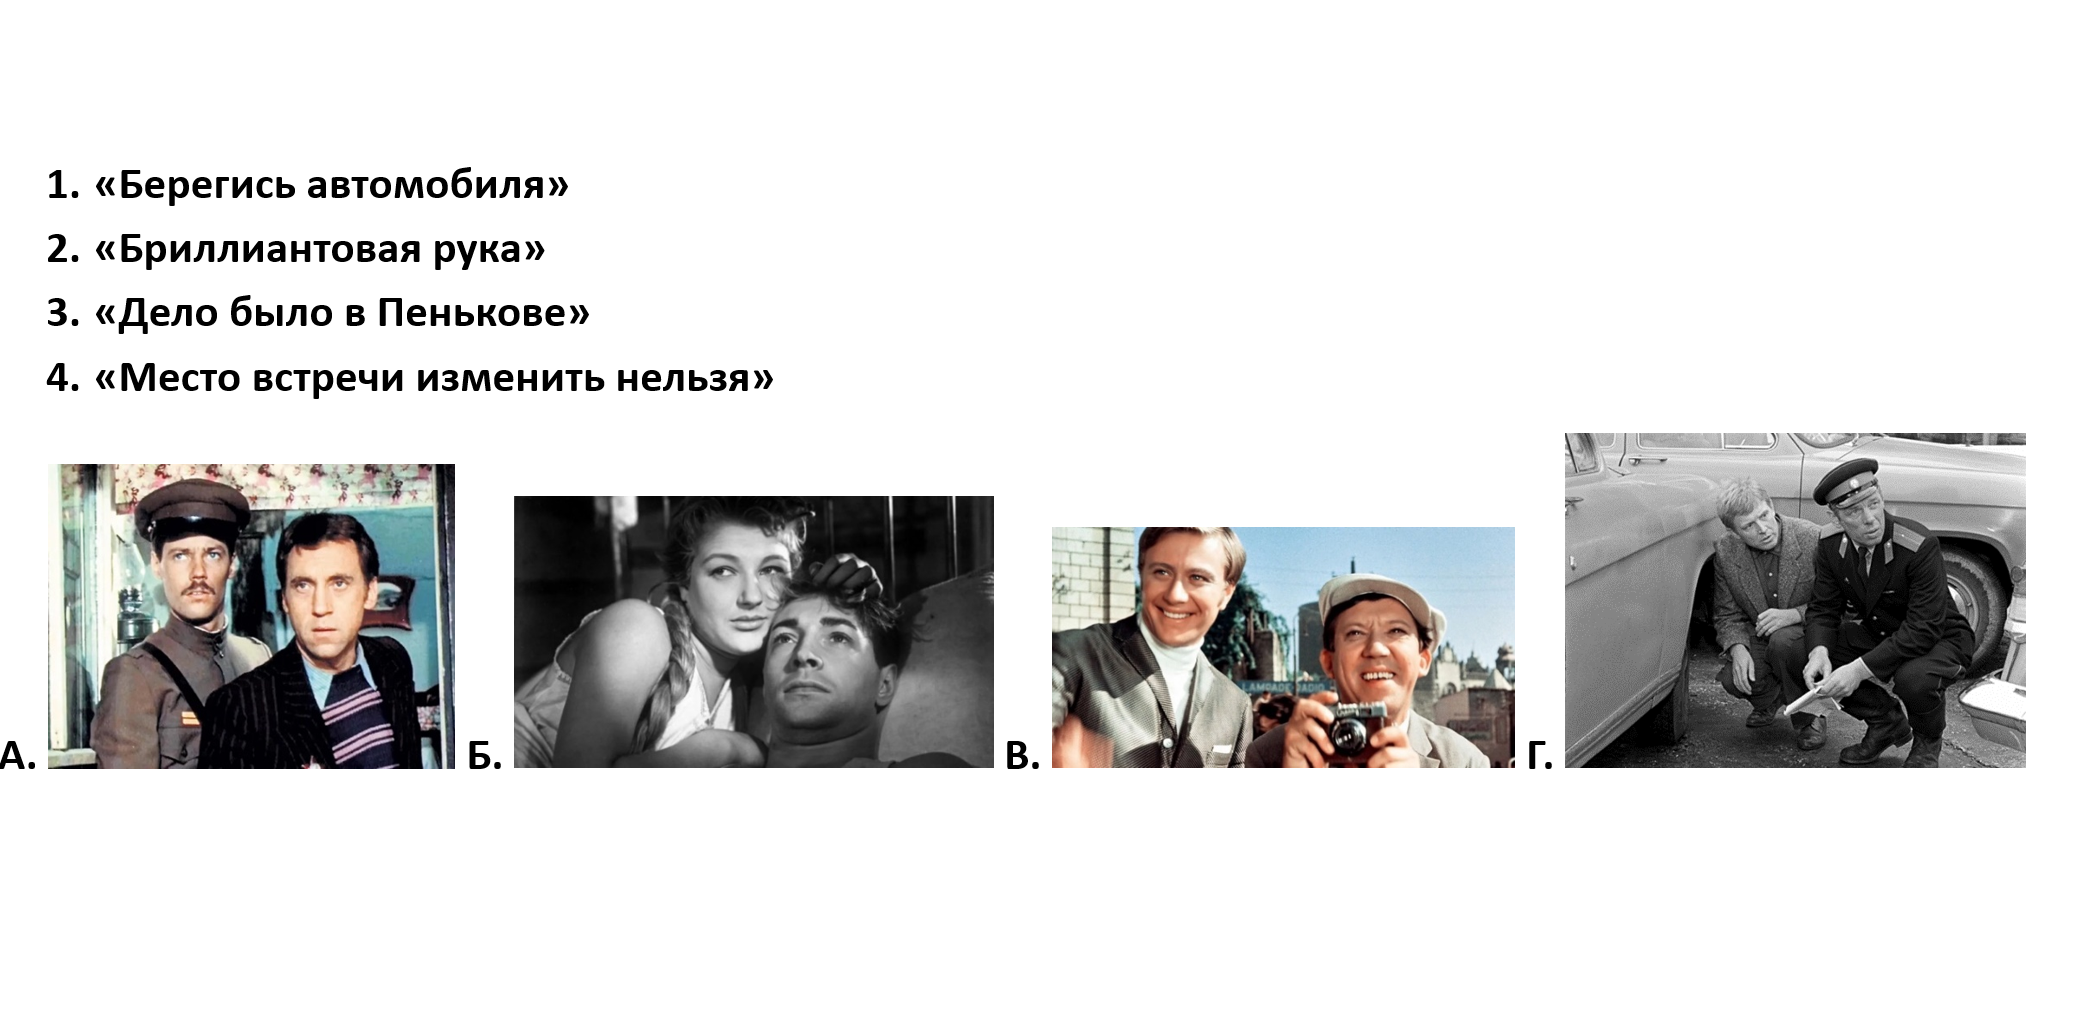 1. «Берегись автомобиля»
2. «Бриллиантовая рука»
3. «Дело было в Пенькове»
4. «Место встречи изменить нельзя»
А. Б. В. Г.